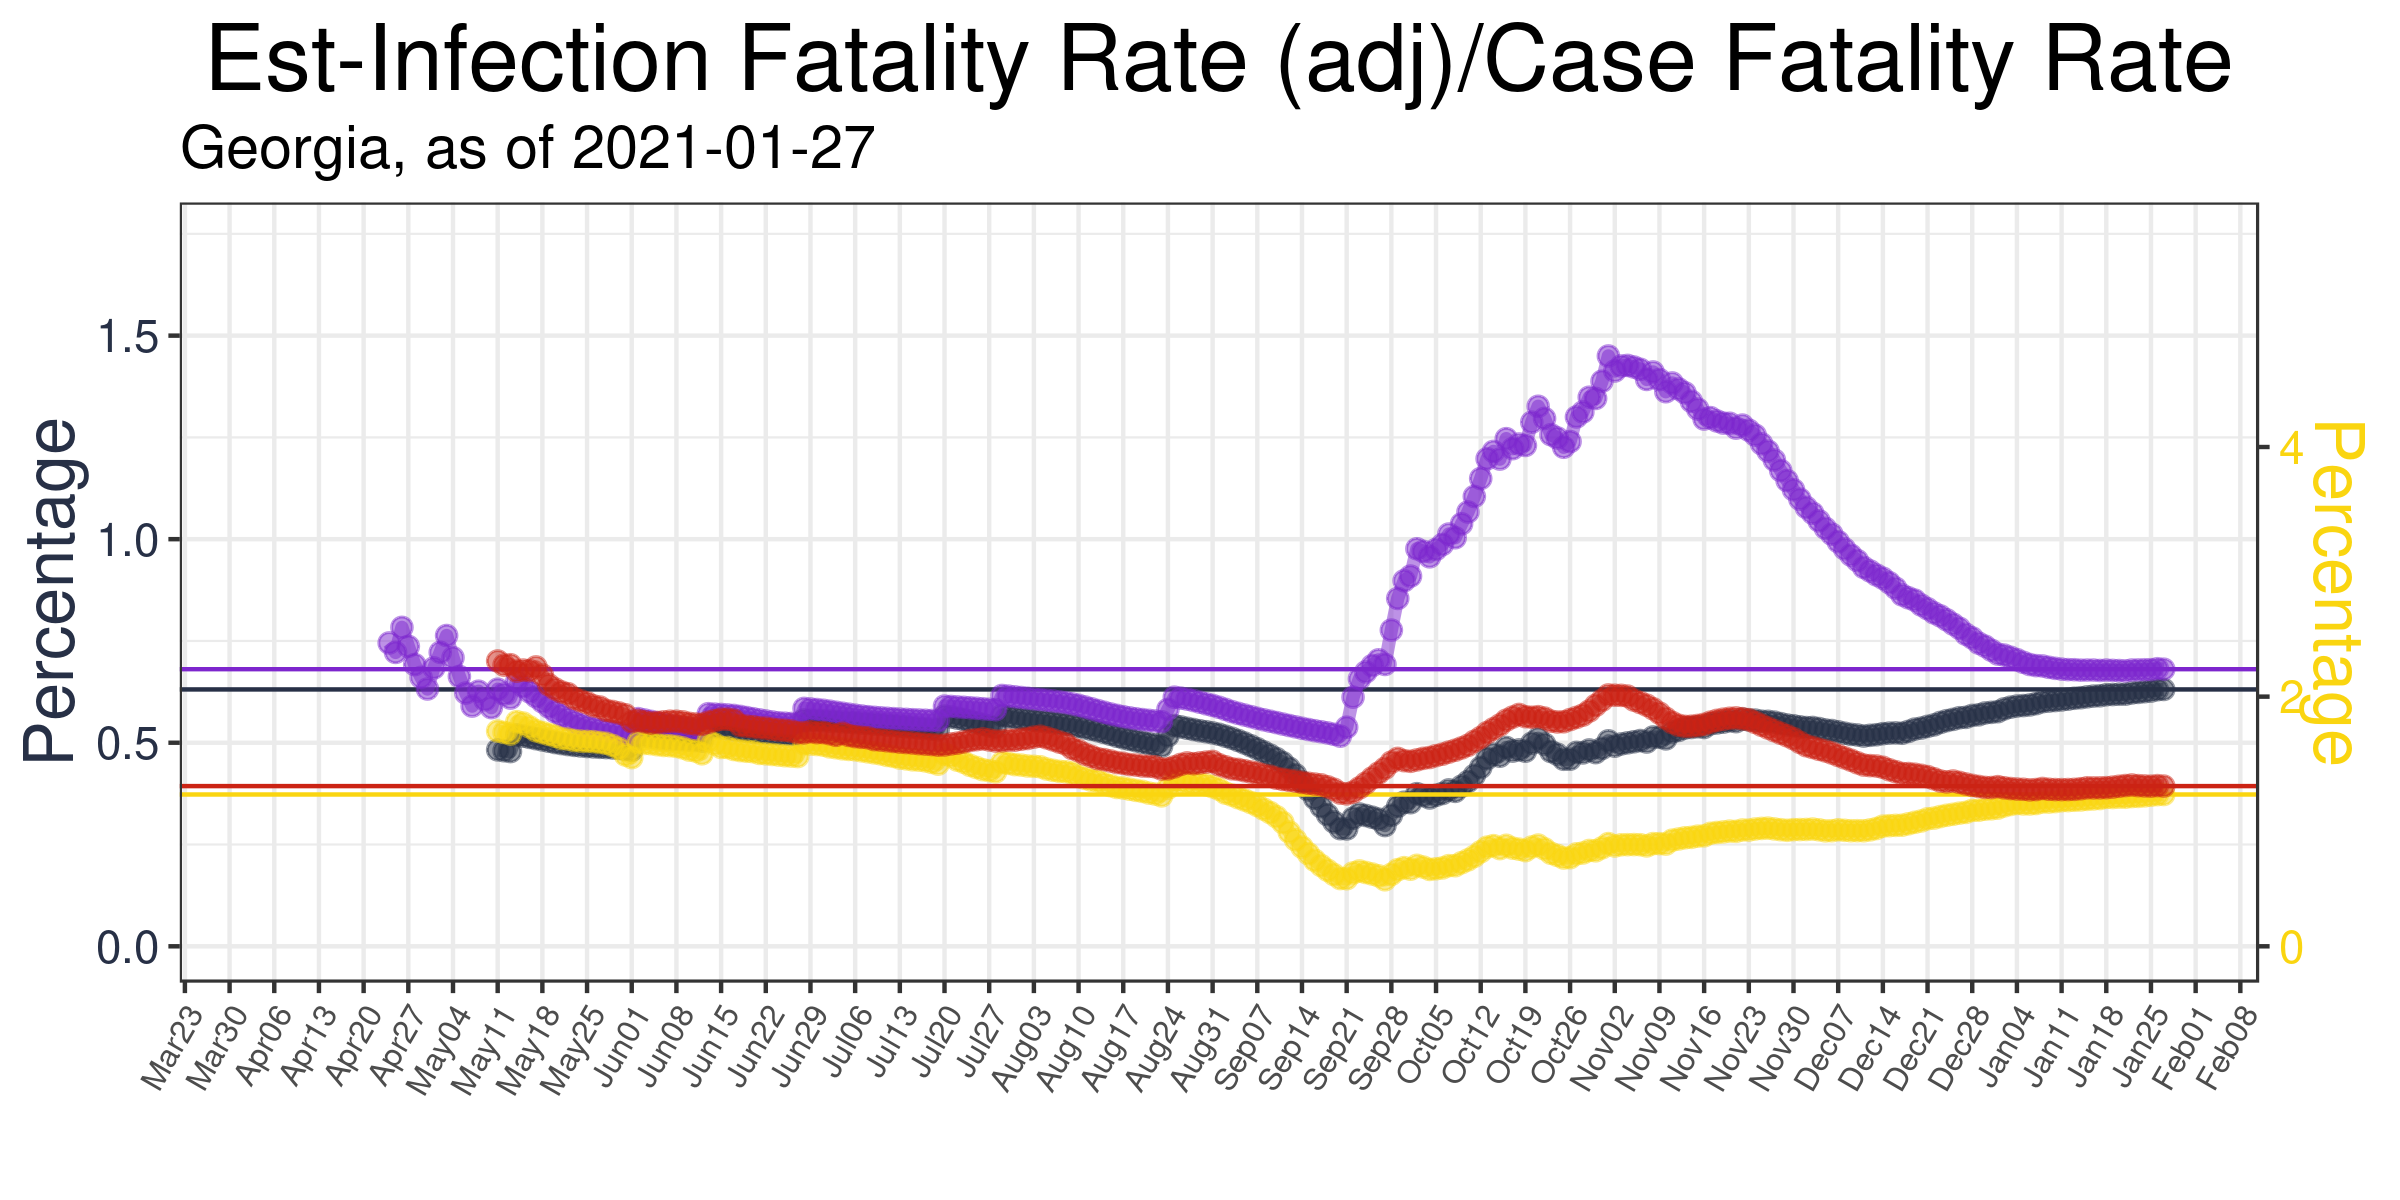 Est-Infection Fatality Rate (adj)/Case Fatality Rate
Georgia, as of 2021-01-27
Percentage
1.5
1.0
0.5
0.0
4
2
0
Percentage
Mar23
Mar30
Apr06
Apr13
Apr20
Apr27
May04
May11
May18
May25
Jun01
Jun08
Jun15
Jun22
Jun29
Jul06
Jul13
Jul20
Jul27
Aug03
Aug10
Aug17
Aug24
Aug31
Sep07
Sep14
Sep21
Sep28
Oct05
Oct12
Oct19
Oct26
Nov02
Nov09
Nov16
Nov23
Nov30
Dec07
Dec14
Dec21
Dec28
Jan04
Jan11
Jan18
Jan25
Feb01
Feb08